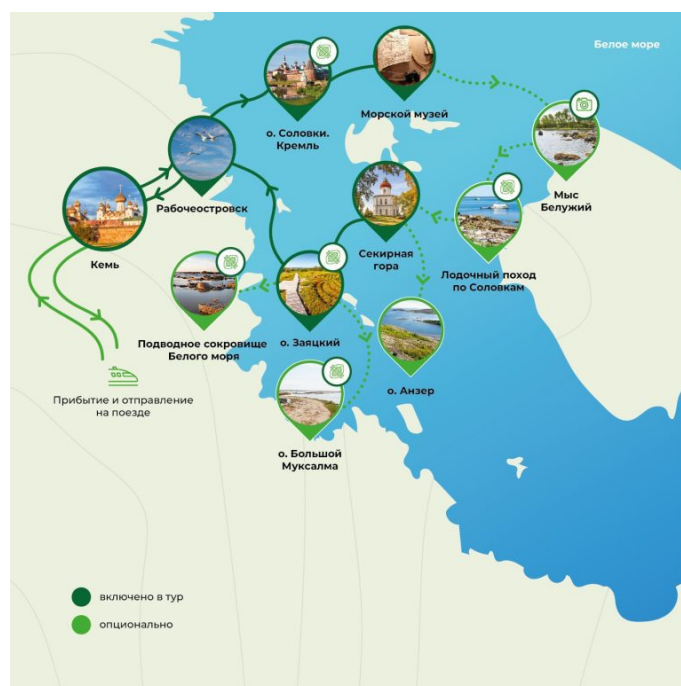 Белое море
о. Соловки.
Кремль
Морской музей
Рабочеостровск
Мыс
Белужий
Кемь
Секирная
гора
Лодочный поход
по Соловкам
Подводное сокровище
Белого моря
о. Заяцкий
о. Анзер
Прибытие и отправление
на поезде
о. Большой
Муксалма
включено в тур
опционально